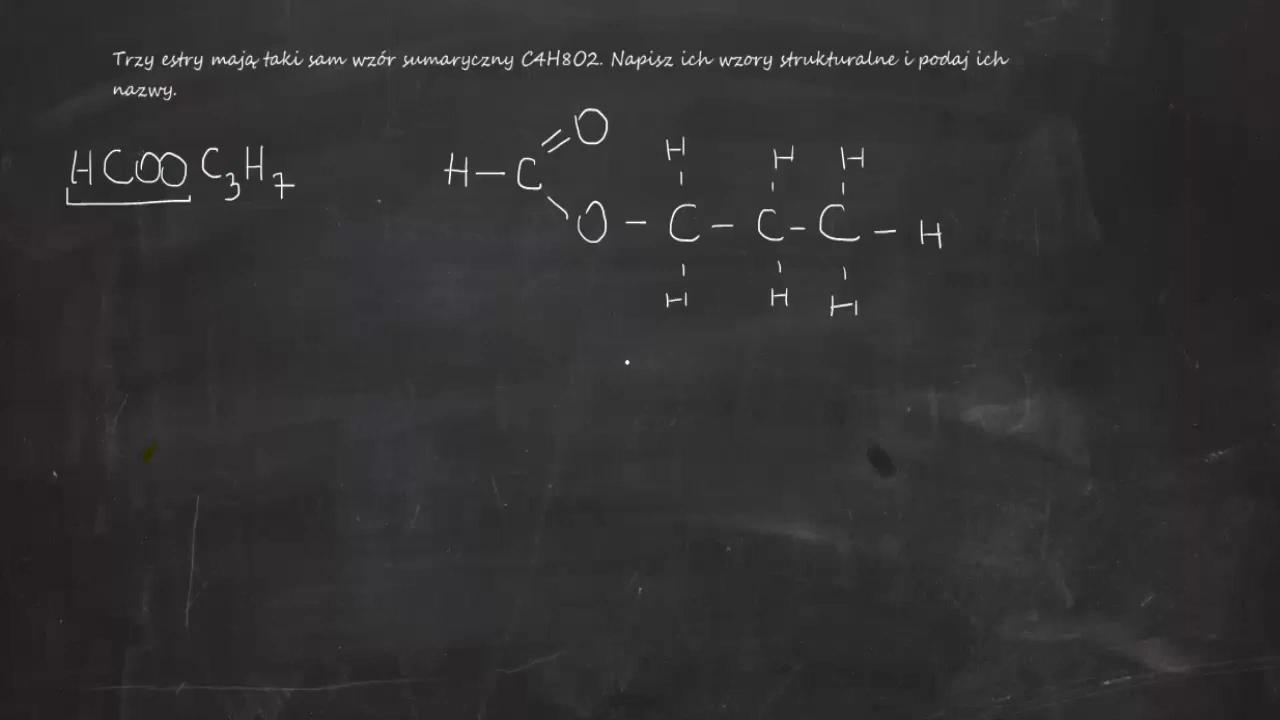 Trzy estry mają taki sam wzór sumaryczny C4H8O2. Napisz ich wzory strukturalne i podaj ich
nazwy.
HCOOC3H7
O
H H H
H-C
O-C-C-C-H
H H H